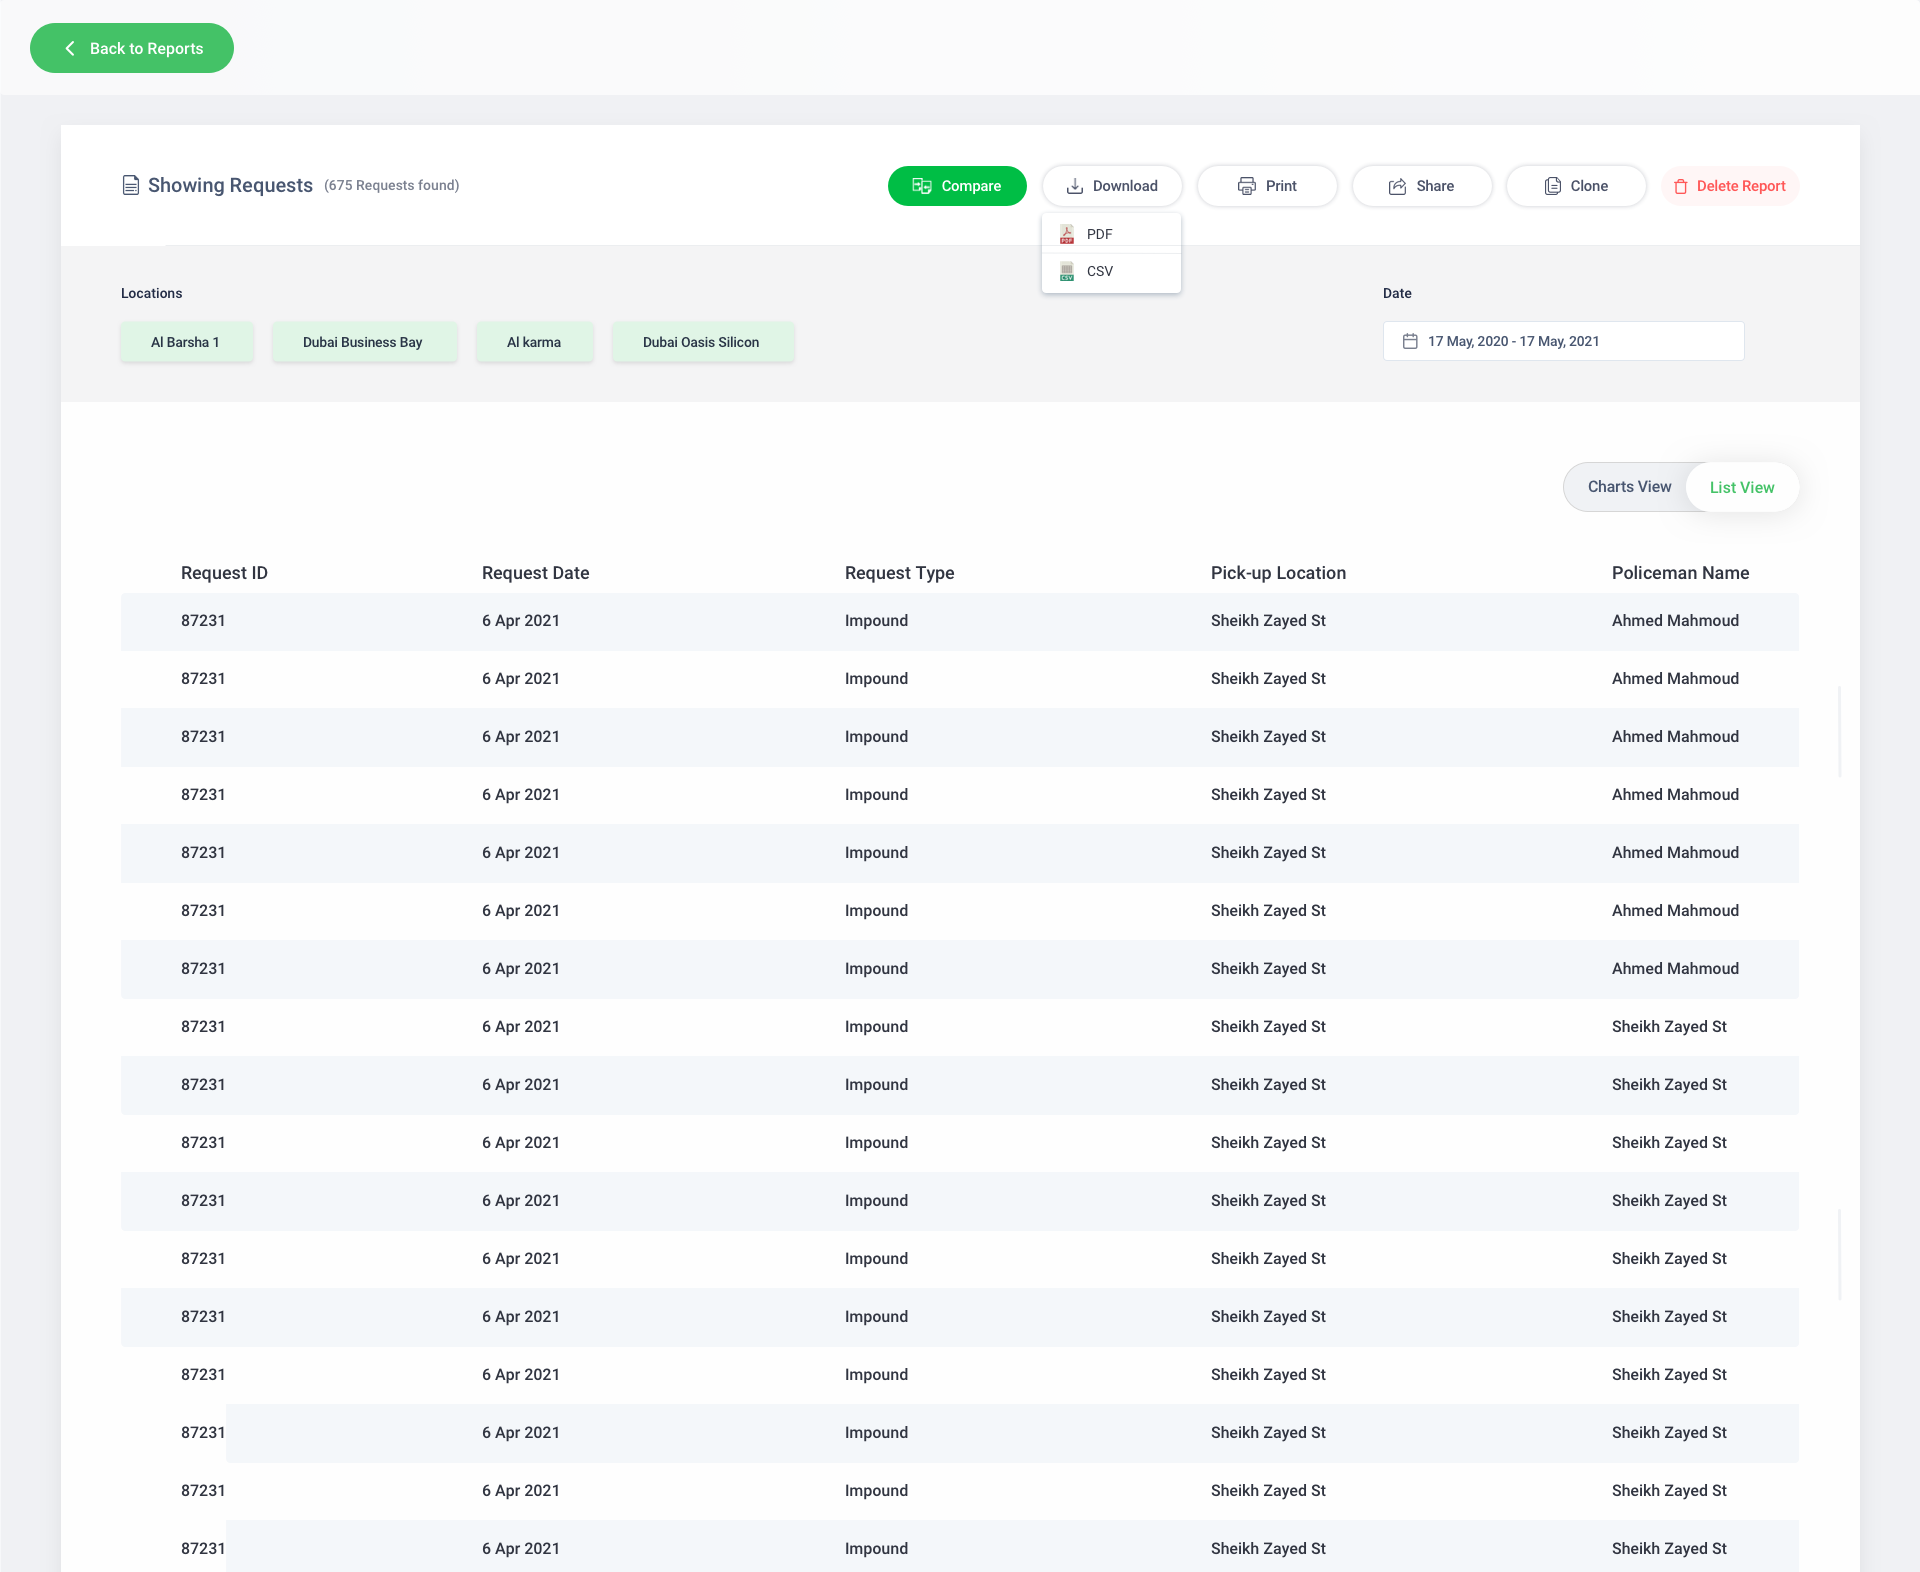 Back to Reports
Showing Requests (675 Requests found)
Compare Download Print Share Clone Delete Report
PDF
CSV
Locations Date
Al Barsha 1 Dubai Business Bay Al karma Dubai Oasis Silicon 17 May, 2020 - 17 May, 2021
Charts View List View
Request ID Request Date Request Type Pick-up Location Policeman Name
87231 6 Apr 2021 Impound Sheikh Zayed St Ahmed Mahmoud
87231 6 Apr 2021 Impound Sheikh Zayed St Ahmed Mahmoud
87231 6 Apr 2021 Impound Sheikh Zayed St Ahmed Mahmoud
87231 6 Apr 2021 Impound Sheikh Zayed St Ahmed Mahmoud
87231 6 Apr 2021 Impound Sheikh Zayed St Ahmed Mahmoud
87231 6 Apr 2021 Impound Sheikh Zayed St Ahmed Mahmoud
87231 6 Apr 2021 Impound Sheikh Zayed St Ahmed Mahmoud
87231 6 Apr 2021 Impound Sheikh Zayed St Sheikh Zayed St
87231 6 Apr 2021 Impound Sheikh Zayed St Sheikh Zayed St
87231 6 Apr 2021 Impound Sheikh Zayed St Sheikh Zayed St
87231 6 Apr 2021 Impound Sheikh Zayed St Sheikh Zayed St
87231 6 Apr 2021 Impound Sheikh Zayed St Sheikh Zayed St
87231 6 Apr 2021 Impound Sheikh Zayed St Sheikh Zayed St
87231 6 Apr 2021 Impound Sheikh Zayed St Sheikh Zayed St
87231 6 Apr 2021 Impound Sheikh Zayed St Sheikh Zayed St
87231 6 Apr 2021 Impound Sheikh Zayed St Sheikh Zayed St
87231 6 Apr 2021 Impound Sheikh Zayed St Sheikh Zayed St